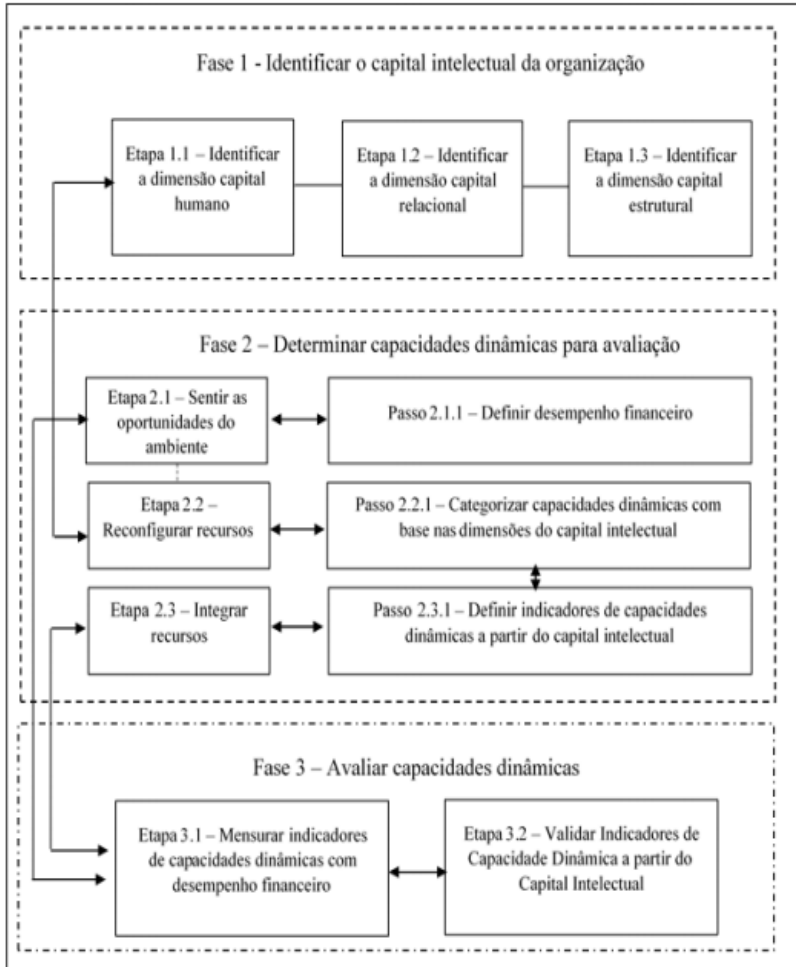 Fase 1 - Identificar o capital intelectual da organização
Etapa 1.1 – Identificar
a dimensão capital
humano
Etapa 1.2 – Identificar
a dimensão capital
relacional
Etapa 1.3 – Identificar
a dimensão capital
estrutural
Fase 2 – Determinar capacidades dinâmicas para avaliação
Etapa 2.1 – Sentir as
oportunidades do
ambiente
Passo 2.1.1 – Definir desempenho financeiro
Etapa 2.2 –
Reconfigurar recursos
Passo 2.2.1 – Categorizar capacidades dinâmicas com
base nas dimensões do capital intelectual
Etapa 2.3 – Integrar
recursos
Passo 2.3.1 – Definir indicadores de capacidades
dinâmicas a partir do capital intelectual
Fase 3 – Avaliar capacidades dinâmicas
Etapa 3.1 – Mensurar indicadores
de capacidades dinâmicas com
desempenho financeiro
Etapa 3.2 – Validar Indicadores de
Capacidade Dinâmica a partir do
Capital Intelectual